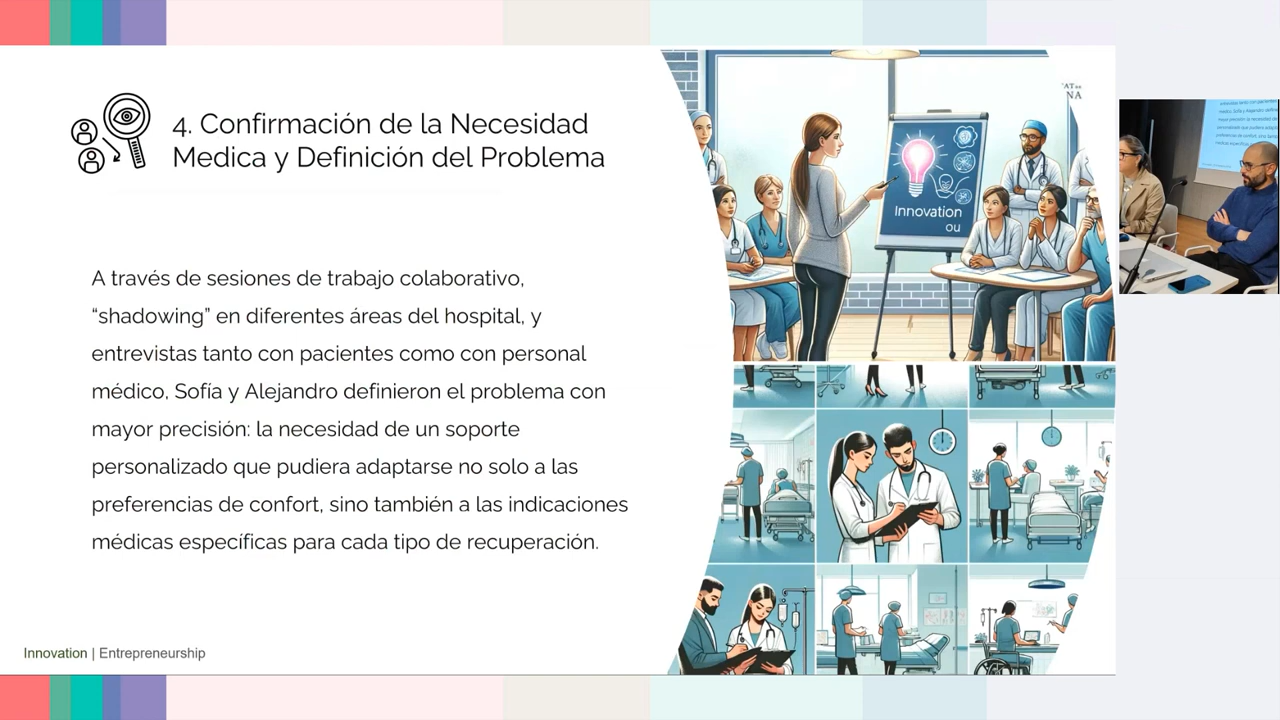 4. Confirmación de la Necesidad
Medica y Definición del Problema
A través de sesiones de trabajo colaborativo,
“shadowing” en diferentes áreas del hospital, y
entrevistas tanto con pacientes como con personal
médico, Sofía y Alejandro definieron el problema con
mayor precisión: la necesidad de un soporte
personalizado que pudiera adaptarse no solo a las
preferencias de confort, sino también a las indicaciones
médicas específicas para cada tipo de recuperación.
Innovation
ou
Innovation | Entrepreneurship